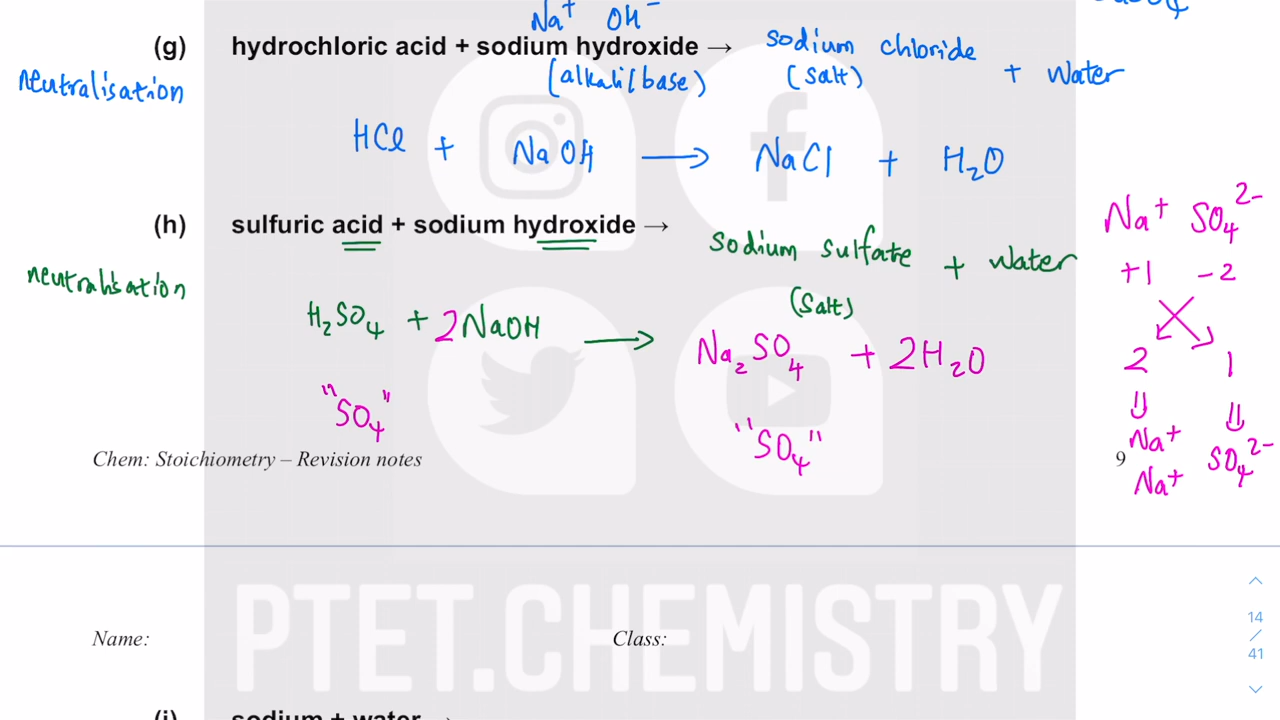 Na⁺ OH⁻
(g) hydrochloric acid + sodium hydroxide → sodium chloride
neutralisation (alkali/base) (salt) + water
HCl + NaOH ⟶ NaCl + H₂O
(h) sulfuric acid + sodium hydroxide →
Na⁺ SO₄²⁻
sodium sulfate + water
neutralisation (salt)
+1 -2
H₂SO₄ + 2NaOH ⟶ Na₂SO₄ + 2H₂O
2 1
"SO₄" "SO₄"
⇓ ⇓
Na⁺ SO₄²⁻
Na⁺
Chem: Stoichiometry – Revision notes 9
PTET.CHEMISTRY
Name: Class:
14
/
41
(i) sodium + water →